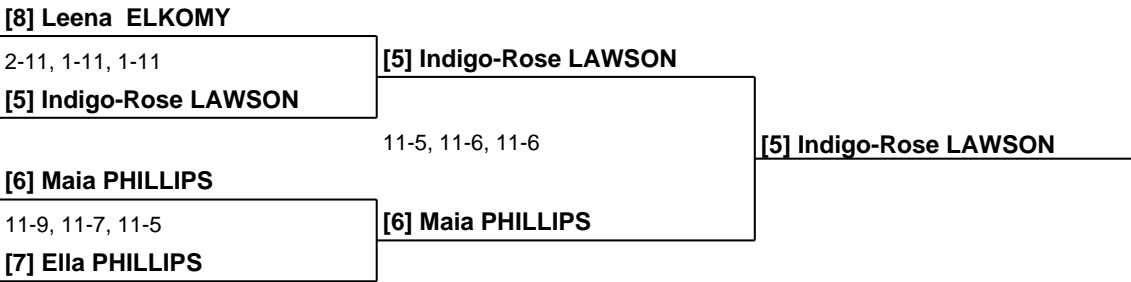 [8] Leena  ELKOMY
2-11, 1-11, 1-11
[5] Indigo-Rose LAWSON
[5] Indigo-Rose LAWSON
11-5, 11-6, 11-6
[5] Indigo-Rose LAWSON
[6] Maia PHILLIPS
11-9, 11-7, 11-5
[6] Maia PHILLIPS
[7] Ella PHILLIPS